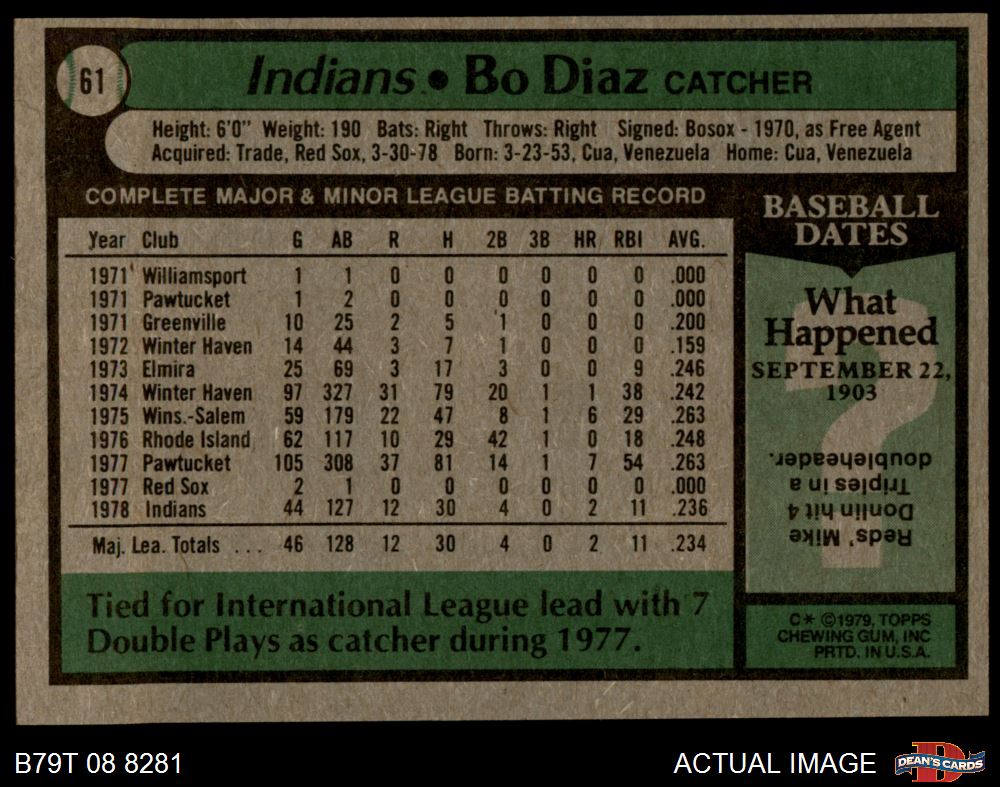 61
Indians • Bo Diaz CATCHER
Height: 6'0" Weight: 190 Bats: Right Throws: Right Signed: Bosox - 1970, as Free Agent
Acquired: Trade, Red Sox, 3-30-78 Born: 3-23-53, Cua, Venezuela Home: Cua, Venezuela
COMPLETE MAJOR & MINOR LEAGUE BATTING RECORD
Year Club G AB R H 2B 3B HR RBI AVG.
1971 Williamsport 1 1 0 0 0 0 0 0 .000
1971 Pawtucket 1 2 0 0 0 0 0 0 .000
1971 Greenville 10 25 2 5 1 0 0 0 .200
1972 Winter Haven 14 44 3 7 1 0 0 0 .159
1973 Elmira 25 69 3 17 3 0 0 9 .246
1974 Winter Haven 97 327 31 79 20 1 1 38 .242
1975 Wins.-Salem 59 179 22 47 8 1 6 29 .263
1976 Rhode Island 62 117 10 29 42 1 0 18 .248
1977 Pawtucket 105 308 37 81 14 1 7 54 .263
1977 Red Sox 2 1 0 0 0 0 0 0 .000
1978 Indians 44 127 12 30 4 0 2 11 .236
Maj. Lea. Totals ... 46 128 12 30 4 0 2 11 .234
Tied for International League lead with 7
Double Plays as catcher during 1977.
BASEBALL
DATES
What
Happened
SEPTEMBER 22,
1903
?
Reds' Mike
Donlin hit 4
Triples in a
doubleheader.
C* ©1979, TOPPS
CHEWING GUM, INC
PRTD. IN U.S.A.
B79T 08 8281
ACTUAL IMAGE
D
DEAN'S CARDS